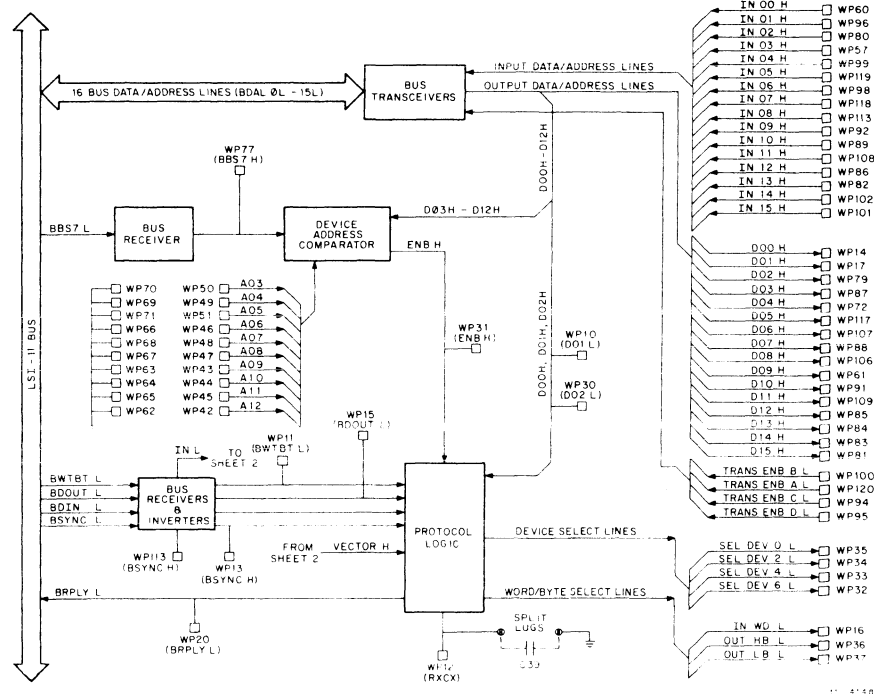 IN 00 H WP60
IN 01 H WP96
IN 02 H WP80
IN 03 H WP57
IN 04 H WP99
IN 05 H WP119
IN 06 H WP98
IN 07 H WP118
IN 08 H WP113
IN 09 H WP92
IN 10 H WP89
IN 11 H WP108
IN 12 H WP86
IN 13 H WP82
IN 14 H WP102
IN 15 H WP101
16 BUS DATA/ADDRESS LINES (BDAL ØL - 15L)
BUS
TRANSCEIVERS
INPUT DATA/ADDRESS LINES
OUTPUT DATA/ADDRESS LINES
D00H-D12H
WP77
(BBS7 H)
BBS7 L
BUS
RECEIVER
DEVICE
ADDRESS
COMPARATOR
DØ3H - D12H
ENB H
D00 H WP14
D01 H WP17
D02 H WP79
D03 H WP87
D04 H WP72
D05 H WP117
D06 H WP107
D07 H WP88
D08 H WP106
D09 H WP61
D10 H WP91
D11 H WP109
D12 H WP85
D13 H WP84
D14 H WP83
D15 H WP81
LSI-11 BUS
WP70 WP50 A03
WP69 WP49 A04
WP71 WP51 A05
WP66 WP46 A06
WP68 WP48 A07
WP67 WP47 A08
WP63 WP43 A09
WP64 WP44 A10
WP65 WP45 A11
WP62 WP42 A12
WP31
(ENB H)
D00H, D01H, D02H
WP10
(D01 L)
WP30
(D02 L)
TRANS ENB B L WP100
TRANS ENB A L WP120
TRANS ENB C L WP94
TRANS ENB D L WP95
IN L
TO
SHEET 2
WP11
(BWTBT L)
WP15
(BDOUT L)
BWTBT L
BDOUT L
BDIN L
BSYNC L
BUS
RECEIVERS
&
INVERTERS
WP113
(BSYNC H)
WP13
(BSYNC H)
FROM
SHEET 2
VECTOR H
PROTOCOL
LOGIC
DEVICE SELECT LINES
SEL DEV 0 L WP35
SEL DEV 2 L WP34
SEL DEV 4 L WP33
SEL DEV 6 L WP32
BRPLY L
WP20
(BRPLY L)
WORD/BYTE SELECT LINES
IN WD L WP16
OUT HB L WP36
OUT LB L WP37
SPLIT
LUGS
C39
WP12
(RXCX)